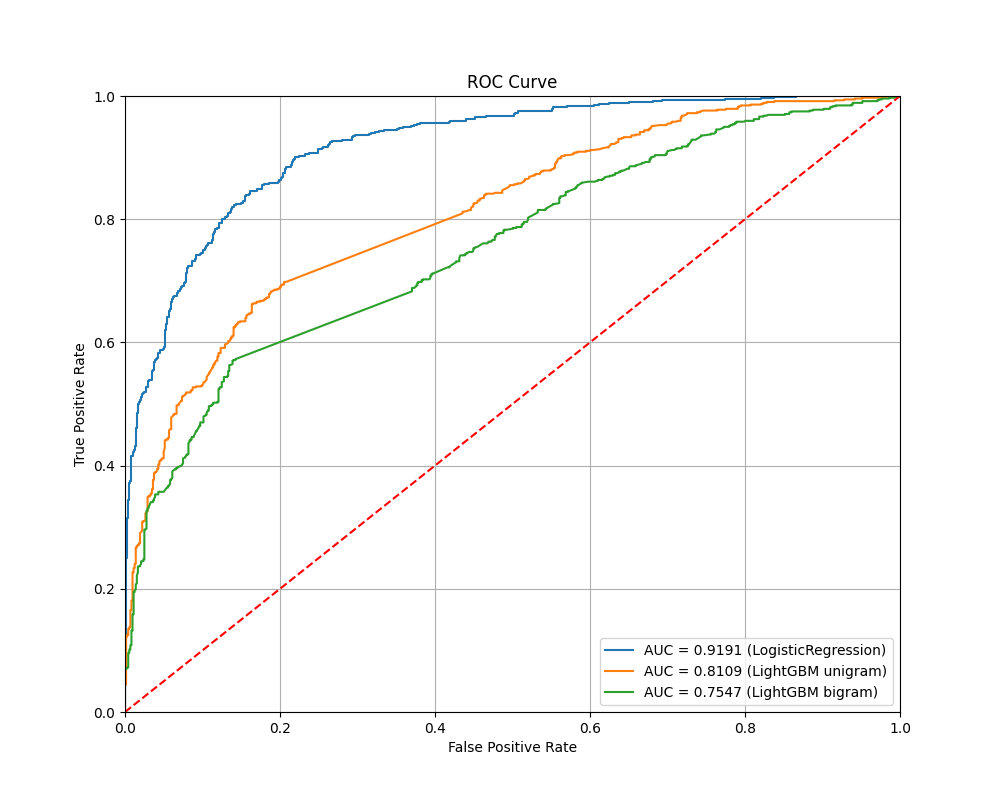 ROC Curve
1.0
0.8
0.6
0.4
0.2
0.0
True Positive Rate
0.0 0.2 0.4 0.6 0.8 1.0
False Positive Rate
AUC = 0.9191 (LogisticRegression)
AUC = 0.8109 (LightGBM unigram)
AUC = 0.7547 (LightGBM bigram)